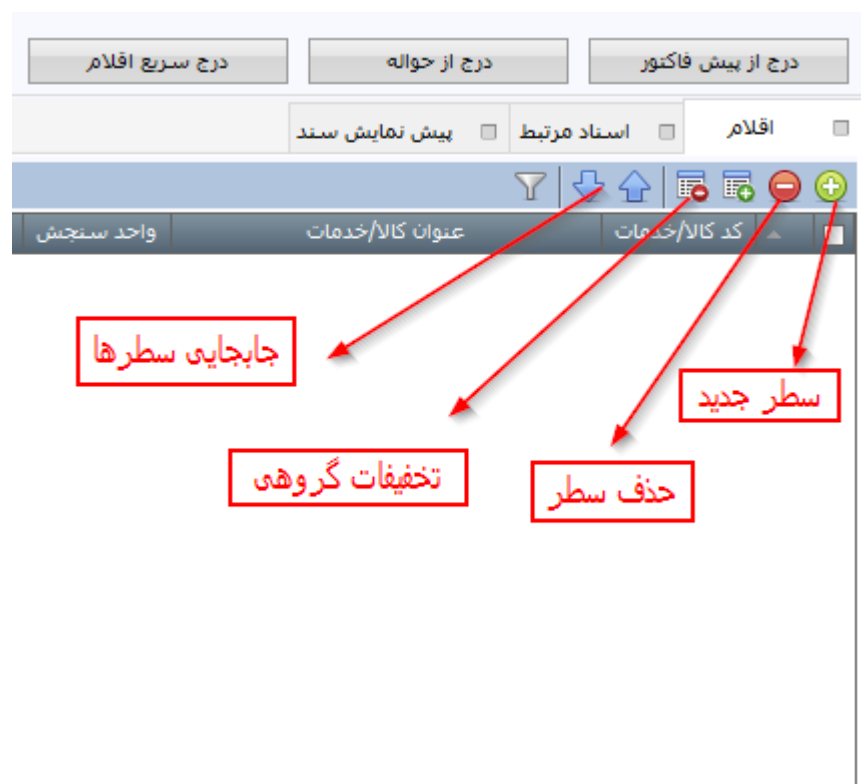 درج از پیش فاکتور
درج از حواله
درج سریع اقلام
اقلام
اسناد مرتبط
پیش نمایش سند
کد کالا/خدمات
عنوان کالا/خدمات
واحد سنجش
جابجایی سطرها
سطر جدید
تخفیفات گروهی
حذف سطر